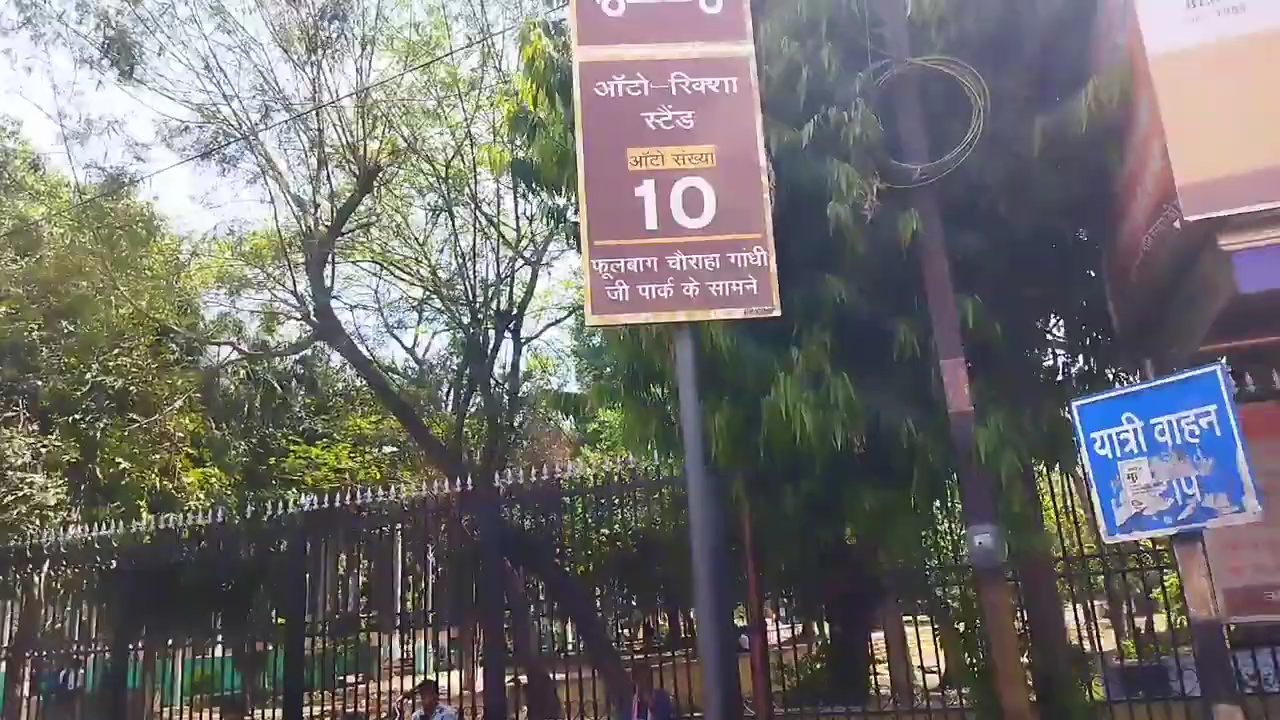 ऑटो-रिक्शा
स्टैंड
ऑटो संख्या
10
फूलबाग चौराहा गांधी
जी पार्क के सामने
यात्री वाहन